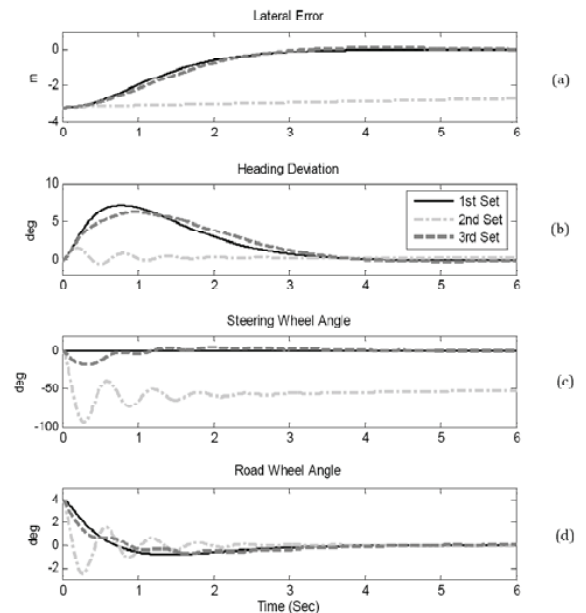 Lateral Error
0
-2
-4
m
0 1 2 3 4 5 6
(a)
Heading Deviation
10
5
0
deg
1st Set
2nd Set
3rd Set
0 1 2 3 4 5 6
(b)
Steering Wheel Angle
0
-50
-100
deg
0 1 2 3 4 5 6
(c)
Road Wheel Angle
4
2
0
-2
deg
0 1 2 3 4 5 6
Time (Sec)
(d)